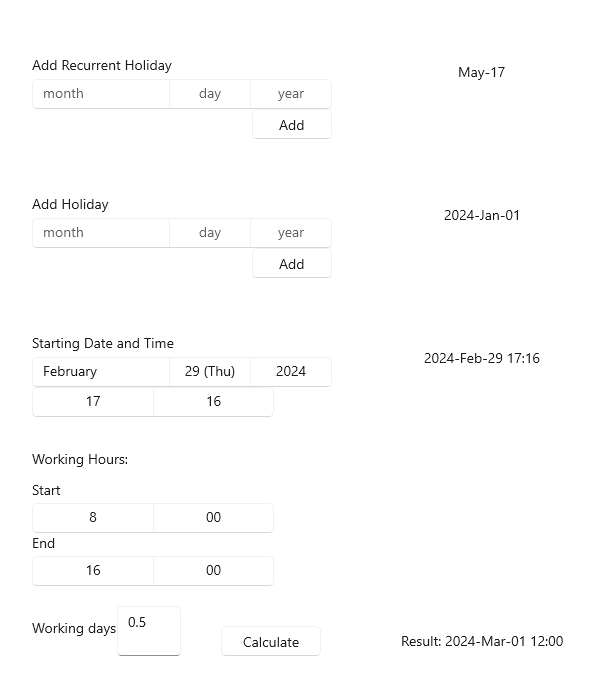 Add Recurrent Holiday
May-17
month day year
Add
Add Holiday
2024-Jan-01
month day year
Add
Starting Date and Time
2024-Feb-29 17:16
February 29 (Thu) 2024
17 16
Working Hours:
Start
8 00
End
16 00
Working days 0.5
Calculate
Result: 2024-Mar-01 12:00